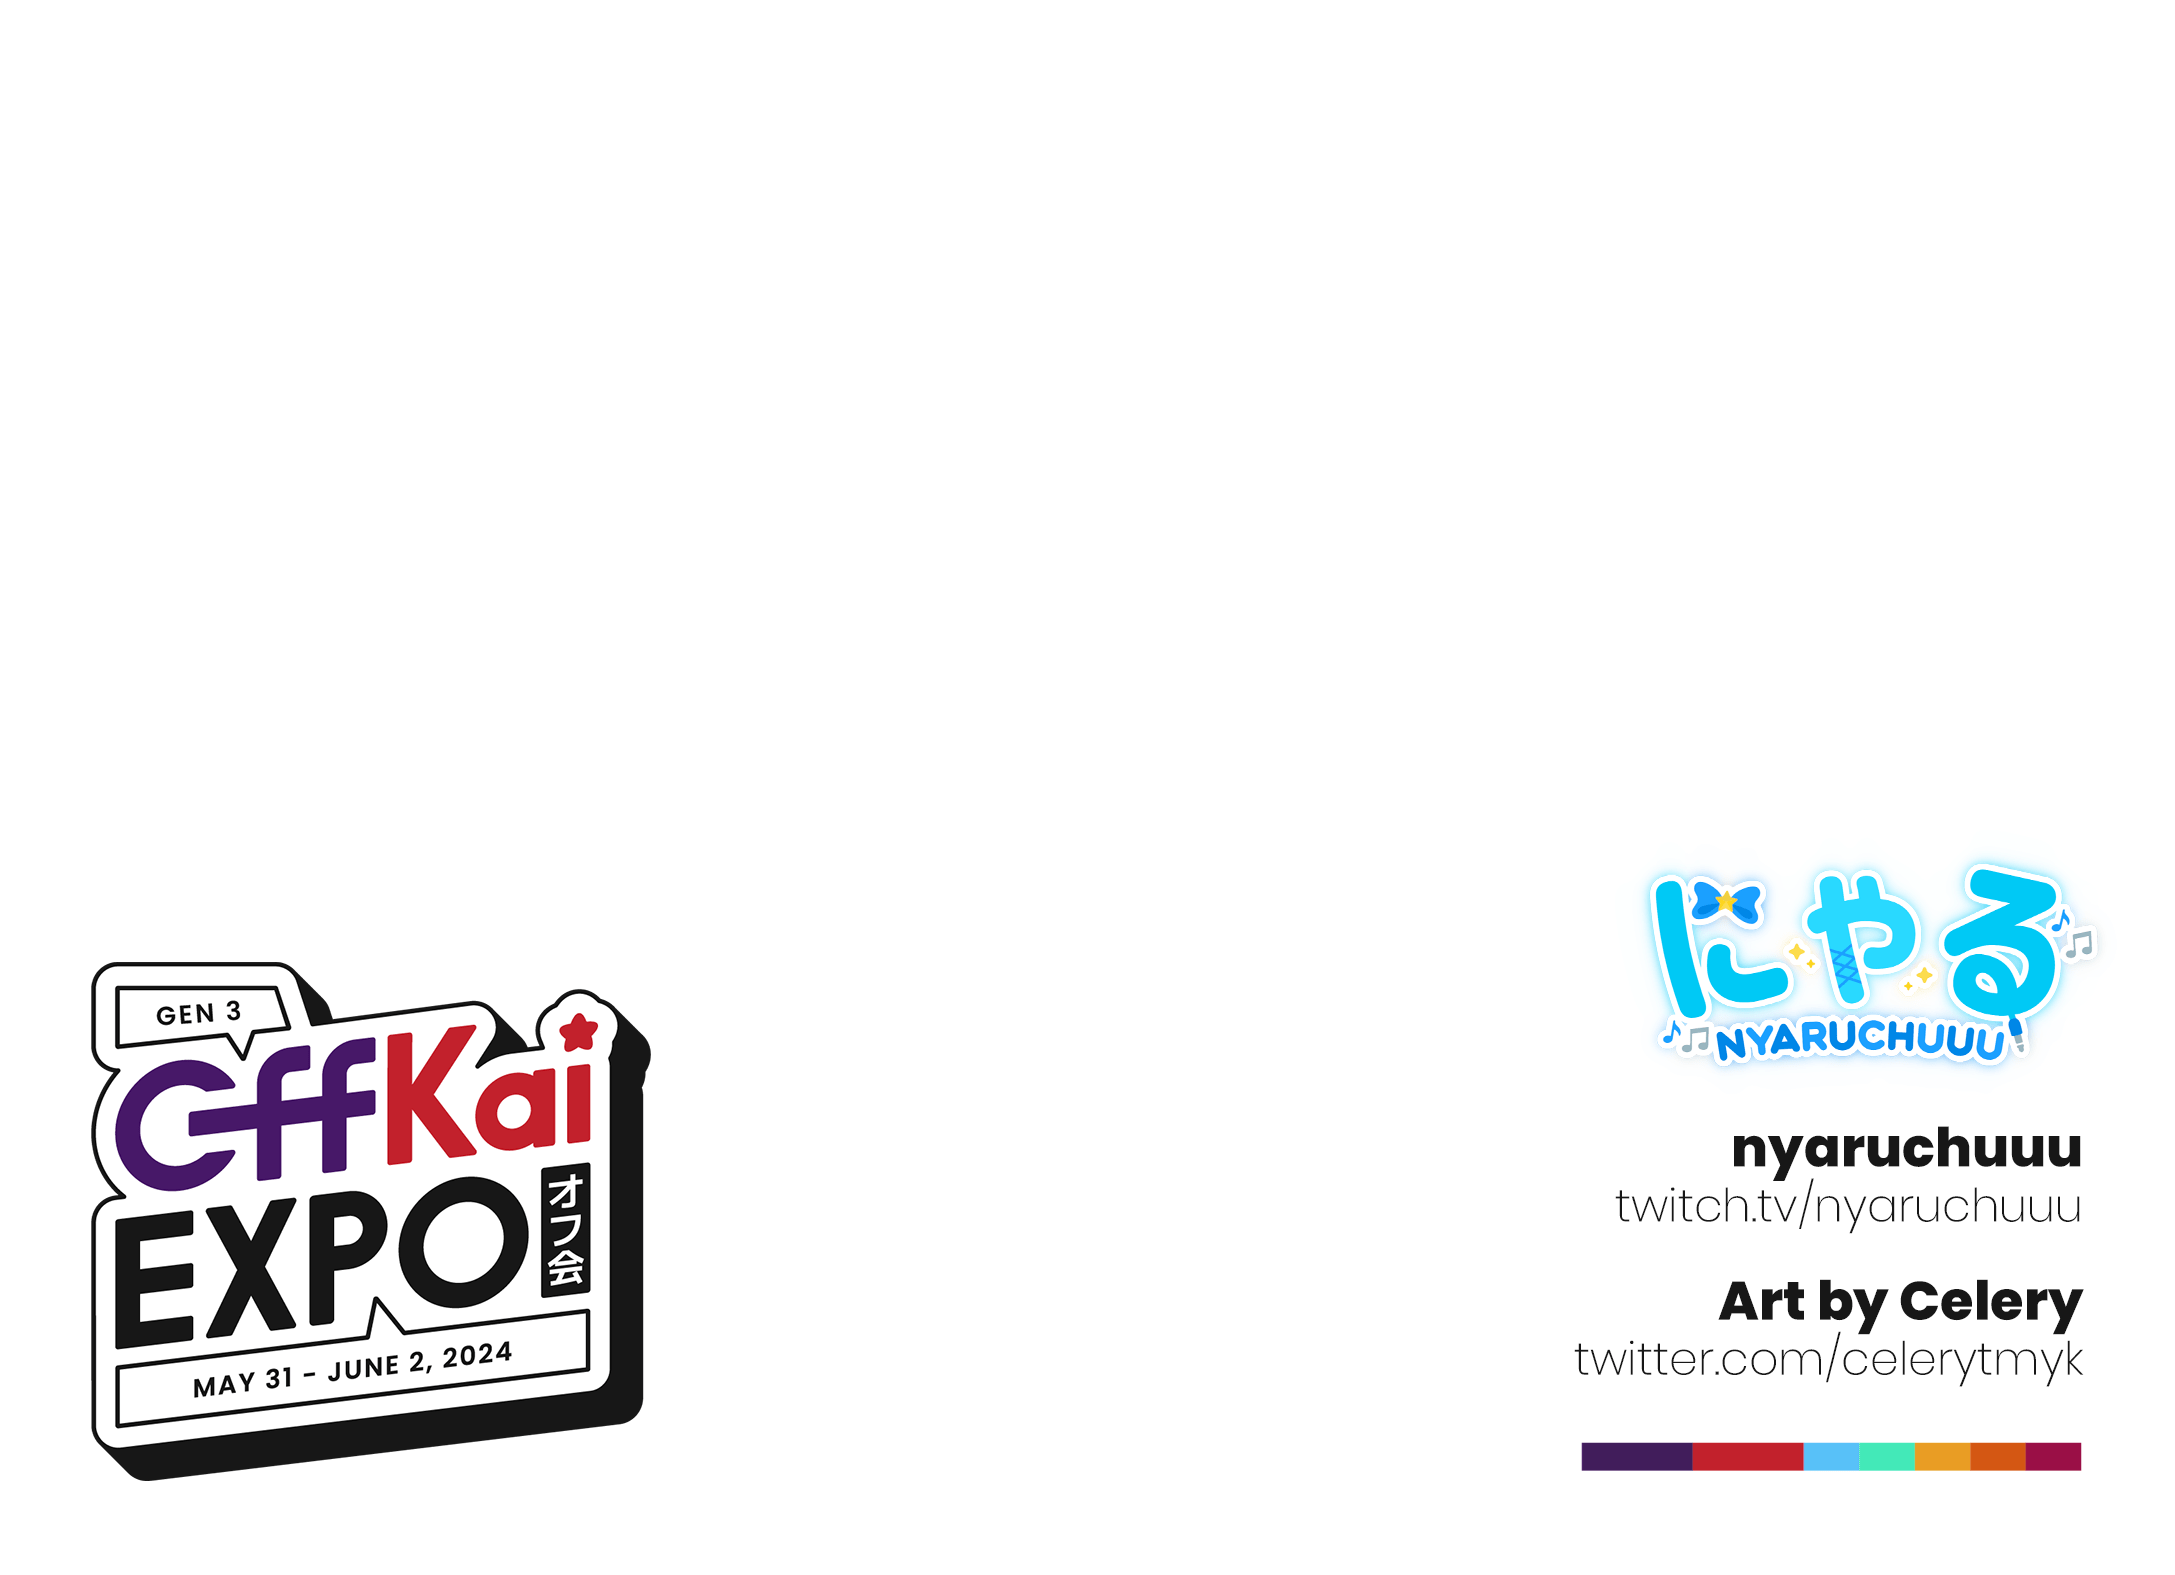 GEN 3
OffKai
EXPO
オフ会
MAY 31 - JUNE 2, 2024
にゃる
NYARUCHUUU
nyaruchuuu
twitch.tv/nyaruchuuu
Art by Celery
twitter.com/celerytmyk